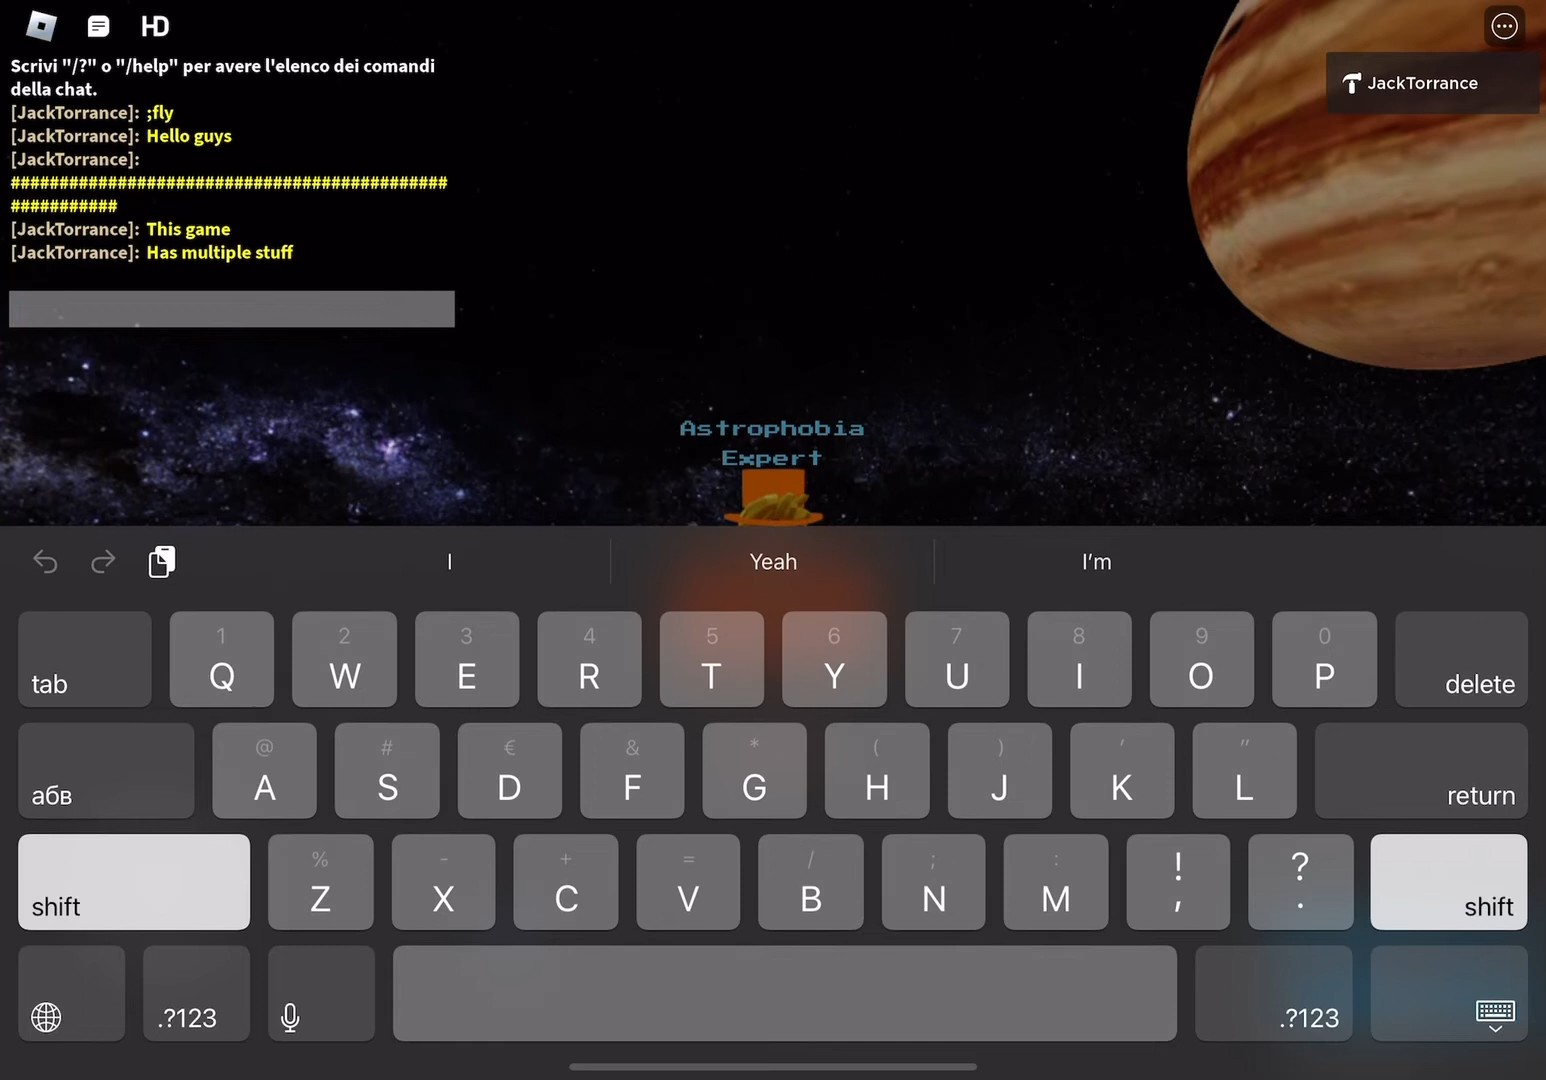 HD
Scrivi "/?" o "/help" per avere l'elenco dei comandi
della chat.
[JackTorrance]: ;fly
[JackTorrance]: Hello guys
[JackTorrance]:
#############################################
###########
[JackTorrance]: This game
[JackTorrance]: Has multiple stuff
JackTorrance
Astrophobia
Expert
I Yeah I'm
1 2 3 4 5 6 7 8 9 0
tab Q W E R T Y U I O P delete
@ # € & * ( ) ' "
абв A S D F G H J K L return
% - + = / ; : ! ?
shift Z X C V B N M , . shift
.?123 .?123